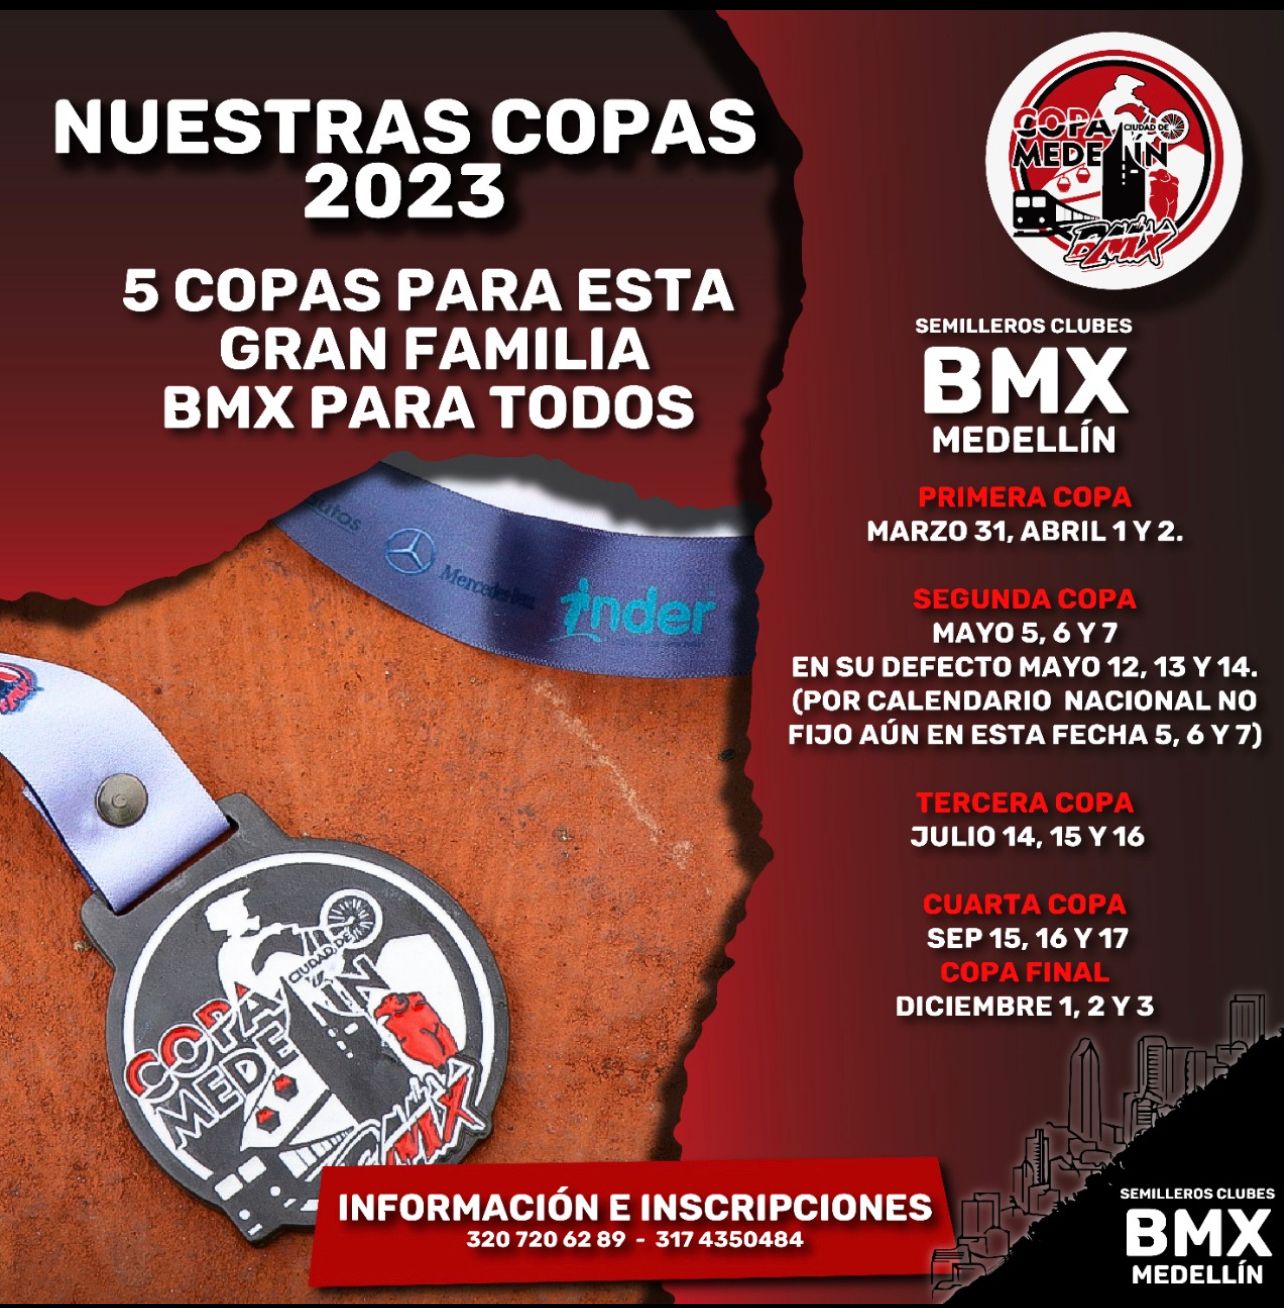 NUESTRAS COPAS
2023
5 COPAS PARA ESTA
GRAN FAMILIA
BMX PARA TODOS
COPA
CIUDAD DE
MEDELLÍN
BMX
SEMILLEROS CLUBES
BMX
MEDELLÍN
PRIMERA COPA
MARZO 31, ABRIL 1 Y 2.
SEGUNDA COPA
MAYO 5, 6 Y 7
EN SU DEFECTO MAYO 12, 13 Y 14.
(POR CALENDARIO NACIONAL NO
FIJO AÚN EN ESTA FECHA 5, 6 Y 7)
TERCERA COPA
JULIO 14, 15 Y 16
CUARTA COPA
SEP 15, 16 Y 17
COPA FINAL
DICIEMBRE 1, 2 Y 3
Mercedes-Benz
inder
COPA
CIUDAD DE
MEDELLÍN
BMX
INFORMACIÓN E INSCRIPCIONES
320 720 62 89 - 317 4350484
SEMILLEROS CLUBES
BMX
MEDELLÍN